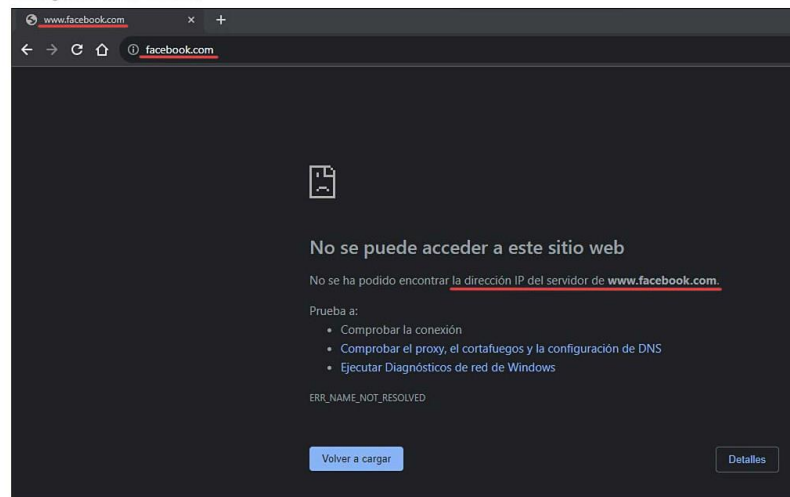 www.facebook.com
facebook.com
No se puede acceder a este sitio web
No se ha podido encontrar la dirección IP del servidor de www.facebook.com.
Prueba a:
• Comprobar la conexión
• Comprobar el proxy, el cortafuegos y la configuración de DNS
• Ejecutar Diagnósticos de red de Windows
ERR_NAME_NOT_RESOLVED
Volver a cargar
Detalles